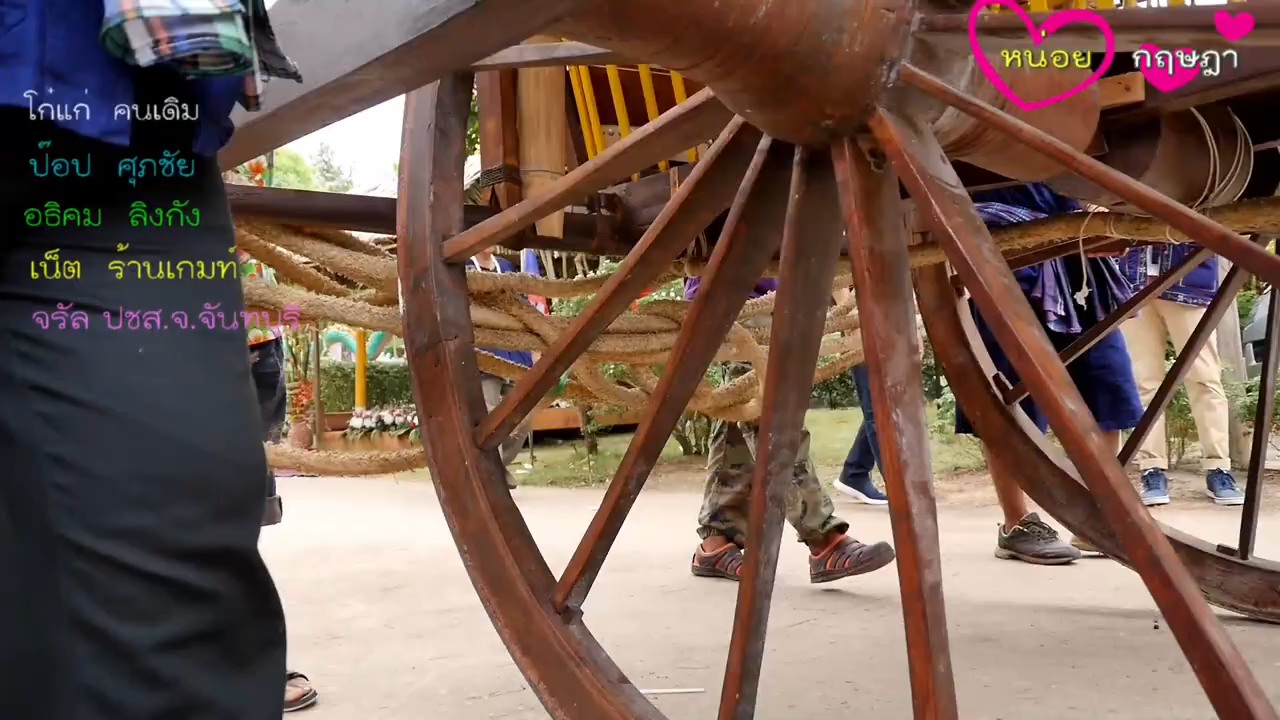 หน่อย กฤษฎา
โก๋แก่ คนเดิม
ป๊อป ศุภชัย
อธิคม ลิงกัง
เน็ต ร้านเกมท์
จรัล ปชส.จ.จันทบุรี